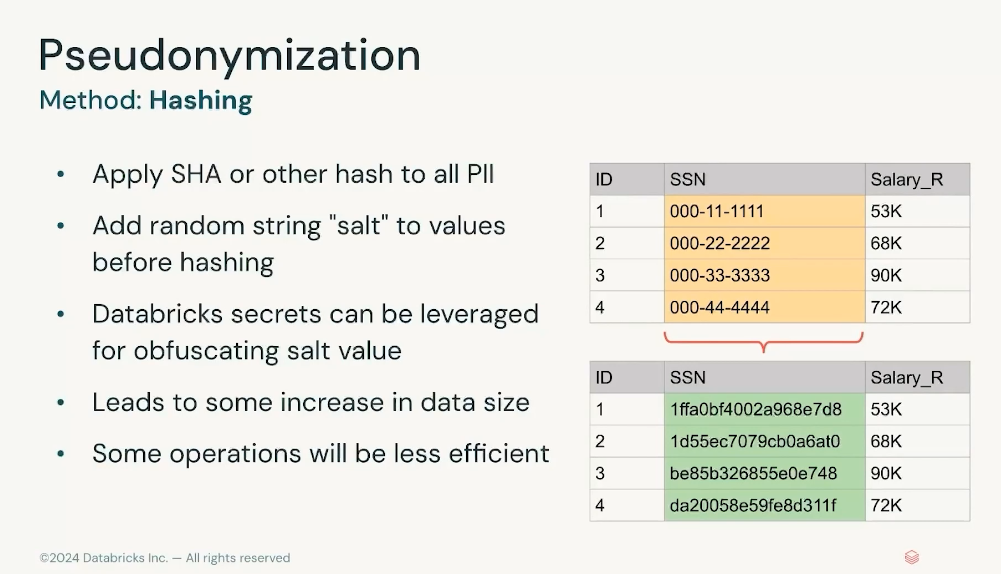 Pseudonymization
Method: Hashing
• Apply SHA or other hash to all PII
• Add random string "salt" to values
before hashing
• Databricks secrets can be leveraged
for obfuscating salt value
• Leads to some increase in data size
• Some operations will be less efficient
ID SSN Salary_R
1 000-11-1111 53K
2 000-22-2222 68K
3 000-33-3333 90K
4 000-44-4444 72K
ID SSN Salary_R
1 1ffa0bf4002a968e7d8 53K
2 1d55ec7079cb0a6at0 68K
3 be85b326855e0e748 90K
4 da20058e59fe8d311f 72K
©2024 Databricks Inc. — All rights reserved